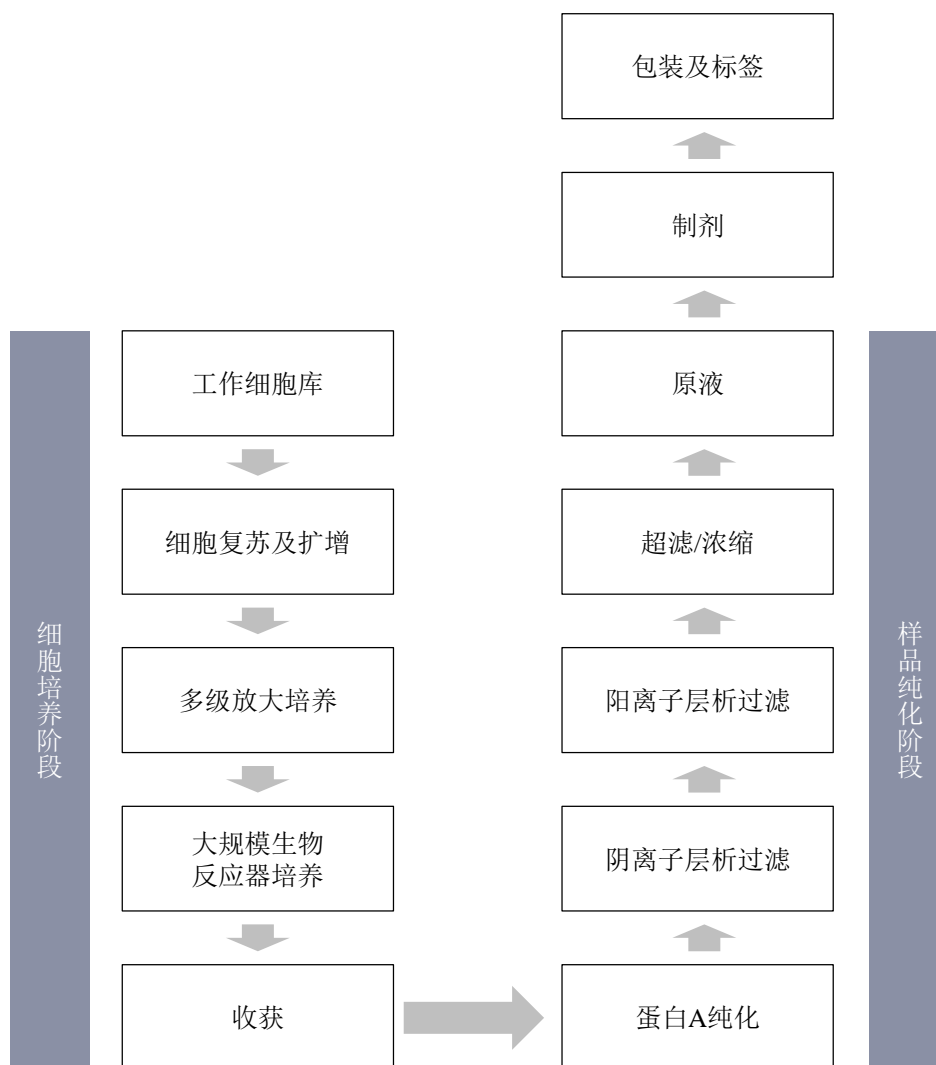 包装及标签
制剂
工作细胞库
原液
细胞复苏及扩增
超滤/浓缩
细胞培养阶段
样品纯化阶段
多级放大培养
阳离子层析过滤
大规模生物
反应器培养
阴离子层析过滤
收获
蛋白A纯化